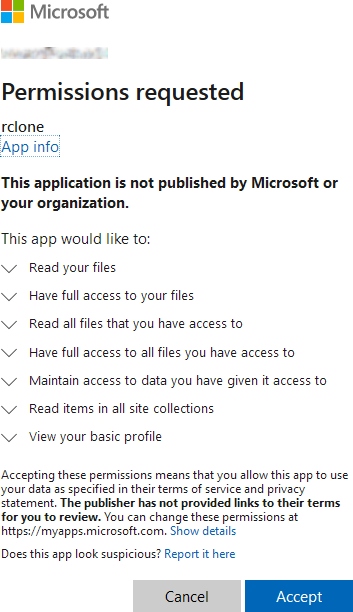 Microsoft
Permissions requested
rclone
App info
This application is not published by Microsoft or
your organization.
This app would like to:
Read your files
Have full access to your files
Read all files that you have access to
Have full access to all files you have access to
Maintain access to data you have given it access to
Read items in all site collections
View your basic profile
Accepting these permissions means that you allow this app to use
your data as specified in their terms of service and privacy
statement. The publisher has not provided links to their terms
for you to review. You can change these permissions at
https://myapps.microsoft.com. Show details
Does this app look suspicious? Report it here
Cancel Accept